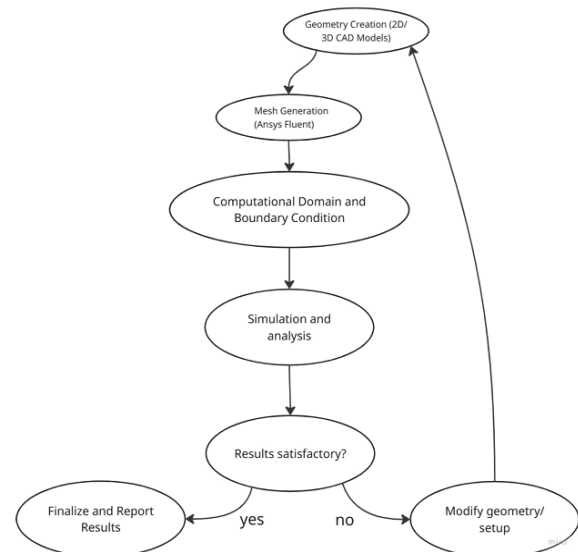 Geometry Creation (2D/
3D CAD Models)
Mesh Generation
(Ansys Fluent)
Computational Domain and
Boundary Condition
Simulation and
analysis
Results satisfactory?
Finalize and Report
Results
yes
no
Modify geometry/
setup
miro